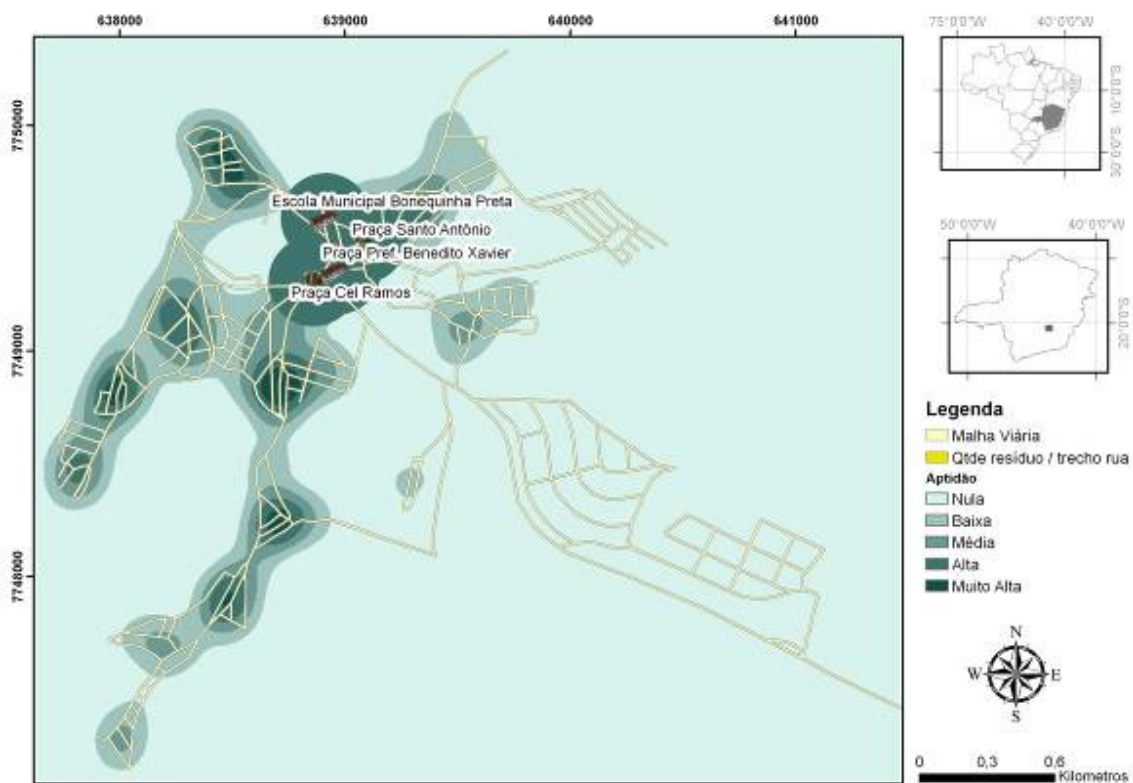 638000
639000
640000
641000
7750000
7749000
7748000
Escola Municipal Bonequinha Preta
Praça Santo Antônio
Praça Pref. Benedito Xavier
Praça Cel Ramos
75°0'0"W
40°0'0"W
10°0'0"S
30°0'0"S
50°0'0"W
40°0'0"W
20°0'0"S
Legenda
Malha Viária
Qtde resíduo / trecho rua
Aptidão
Nula
Baixa
Média
Alta
Muito Alta
N
W
E
S
0
0,3
0,6
Kilometros